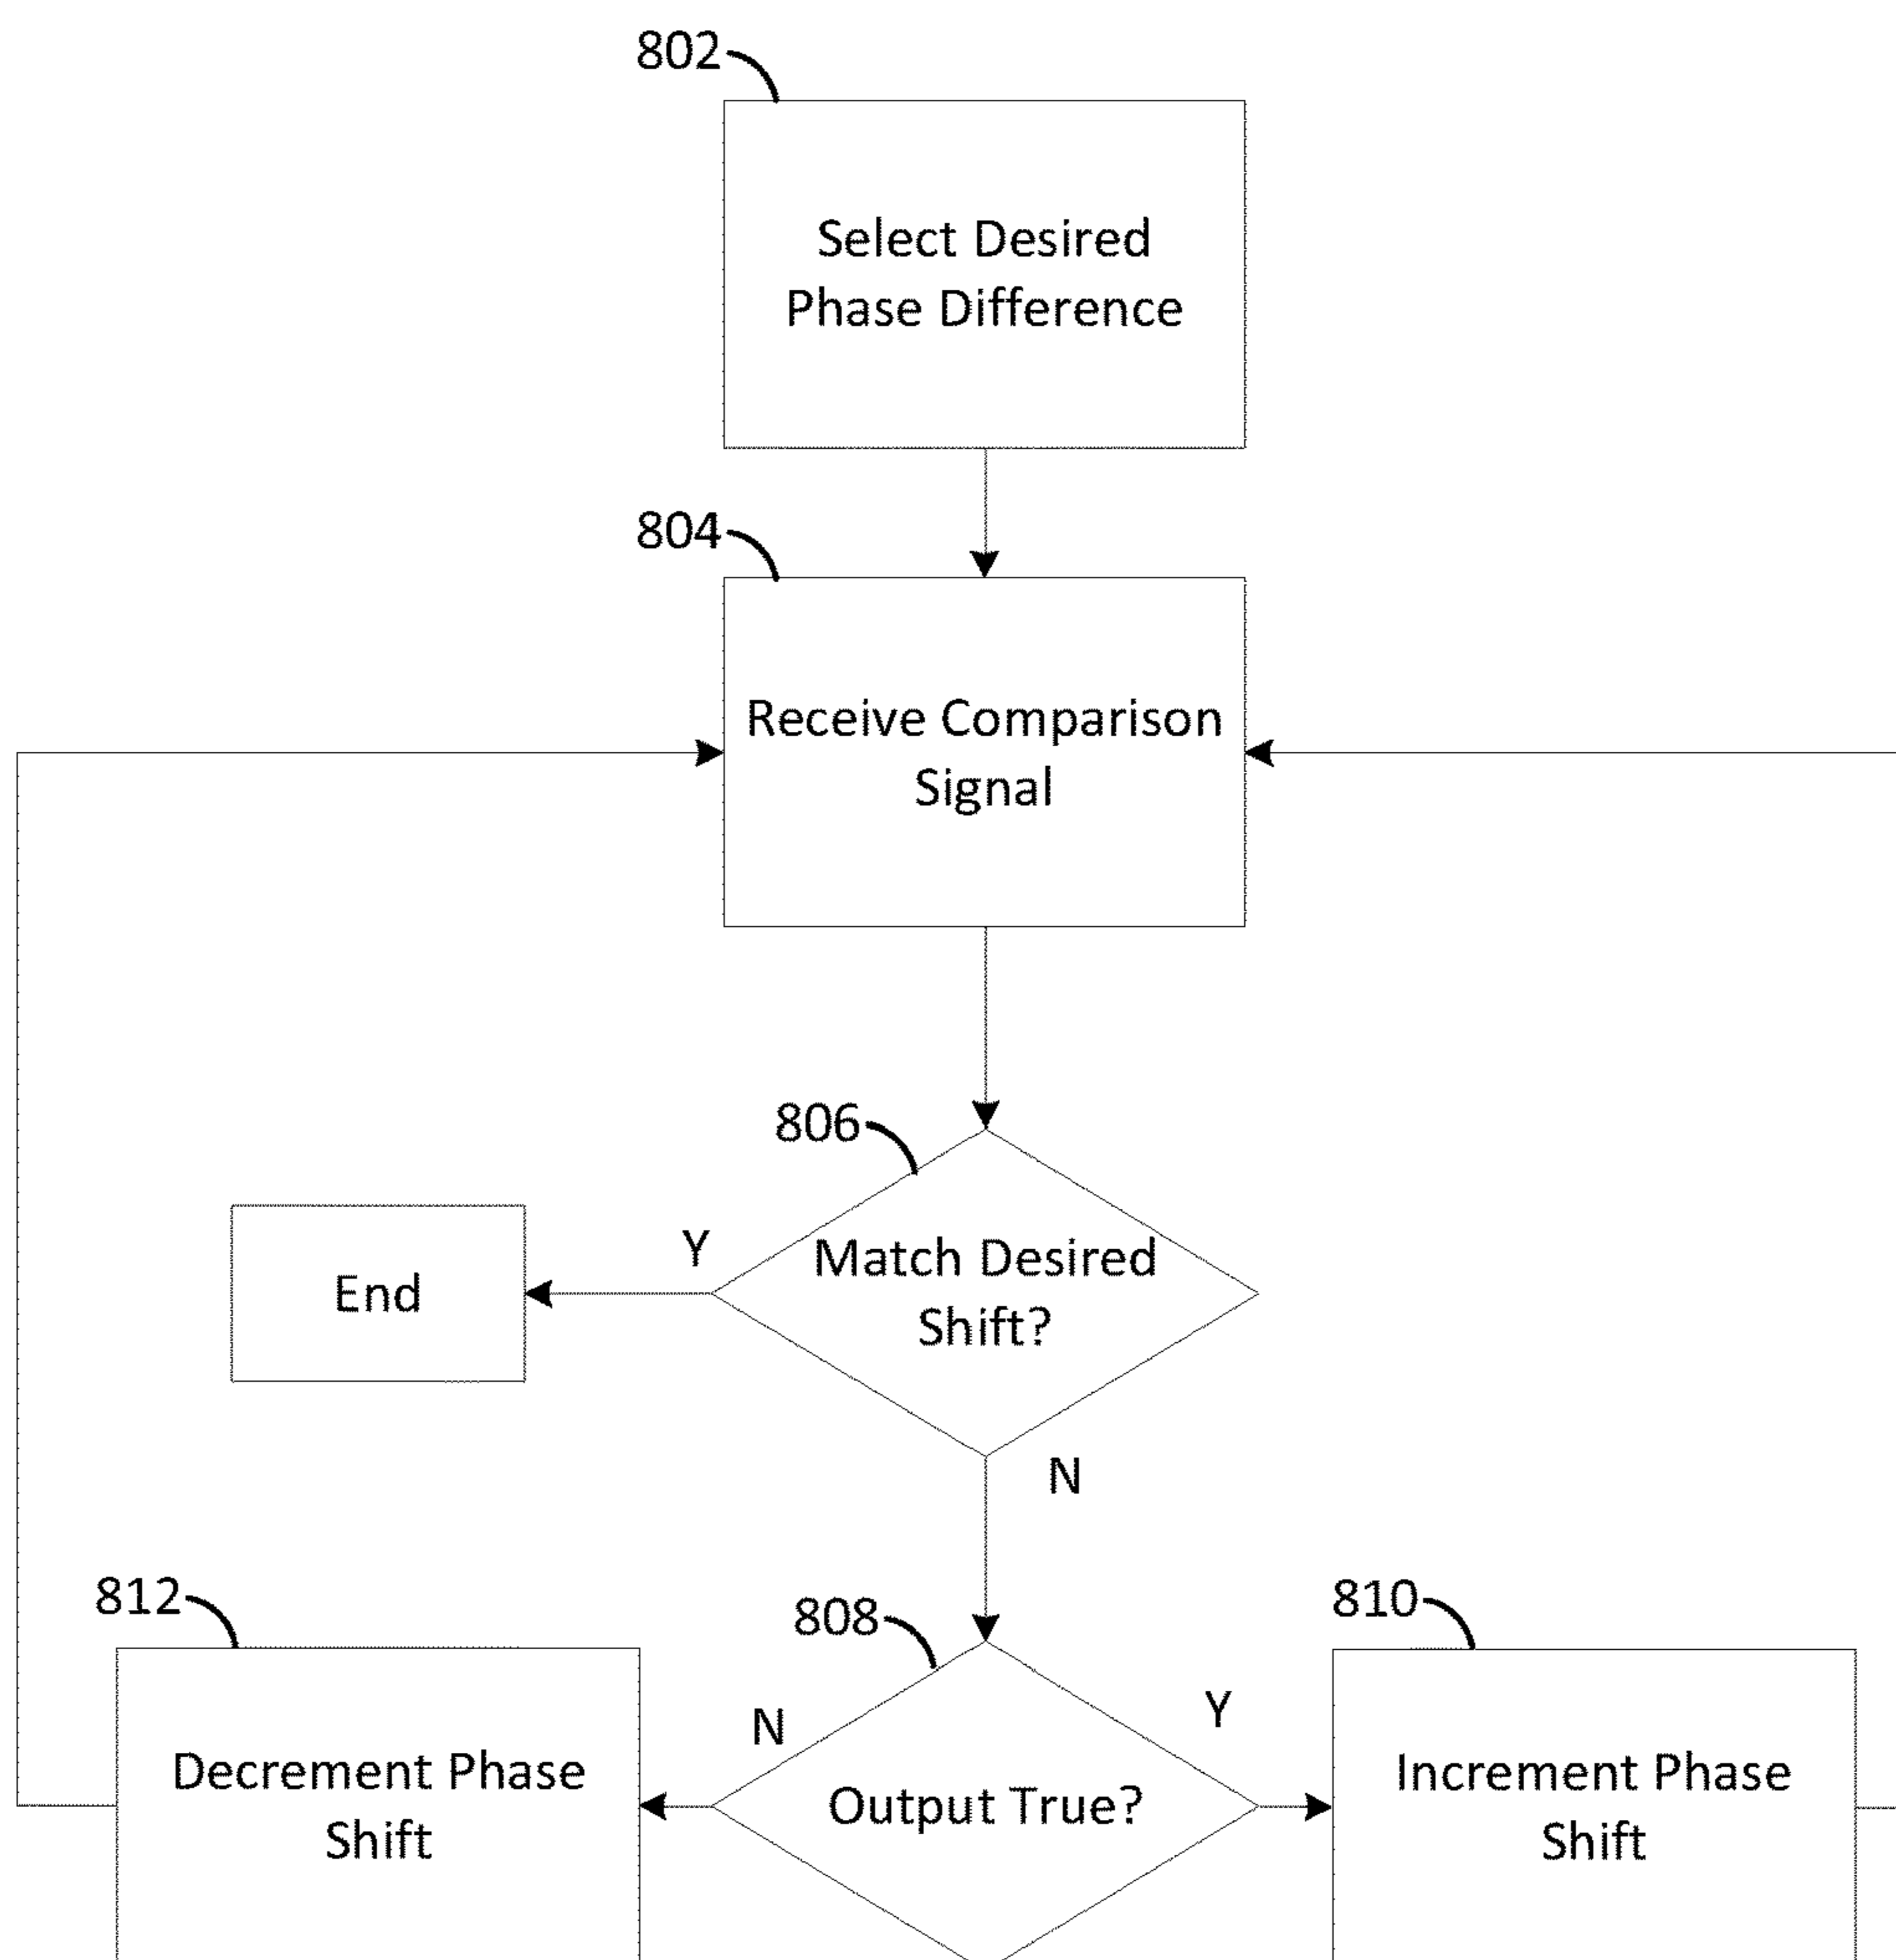 802
Select Desired
Phase Difference
804
Receive Comparison
Signal
806
Match Desired
Shift?
Y
End
N
812
808
810
N
Y
Decrement Phase
Shift
Output True?
Increment Phase
Shift